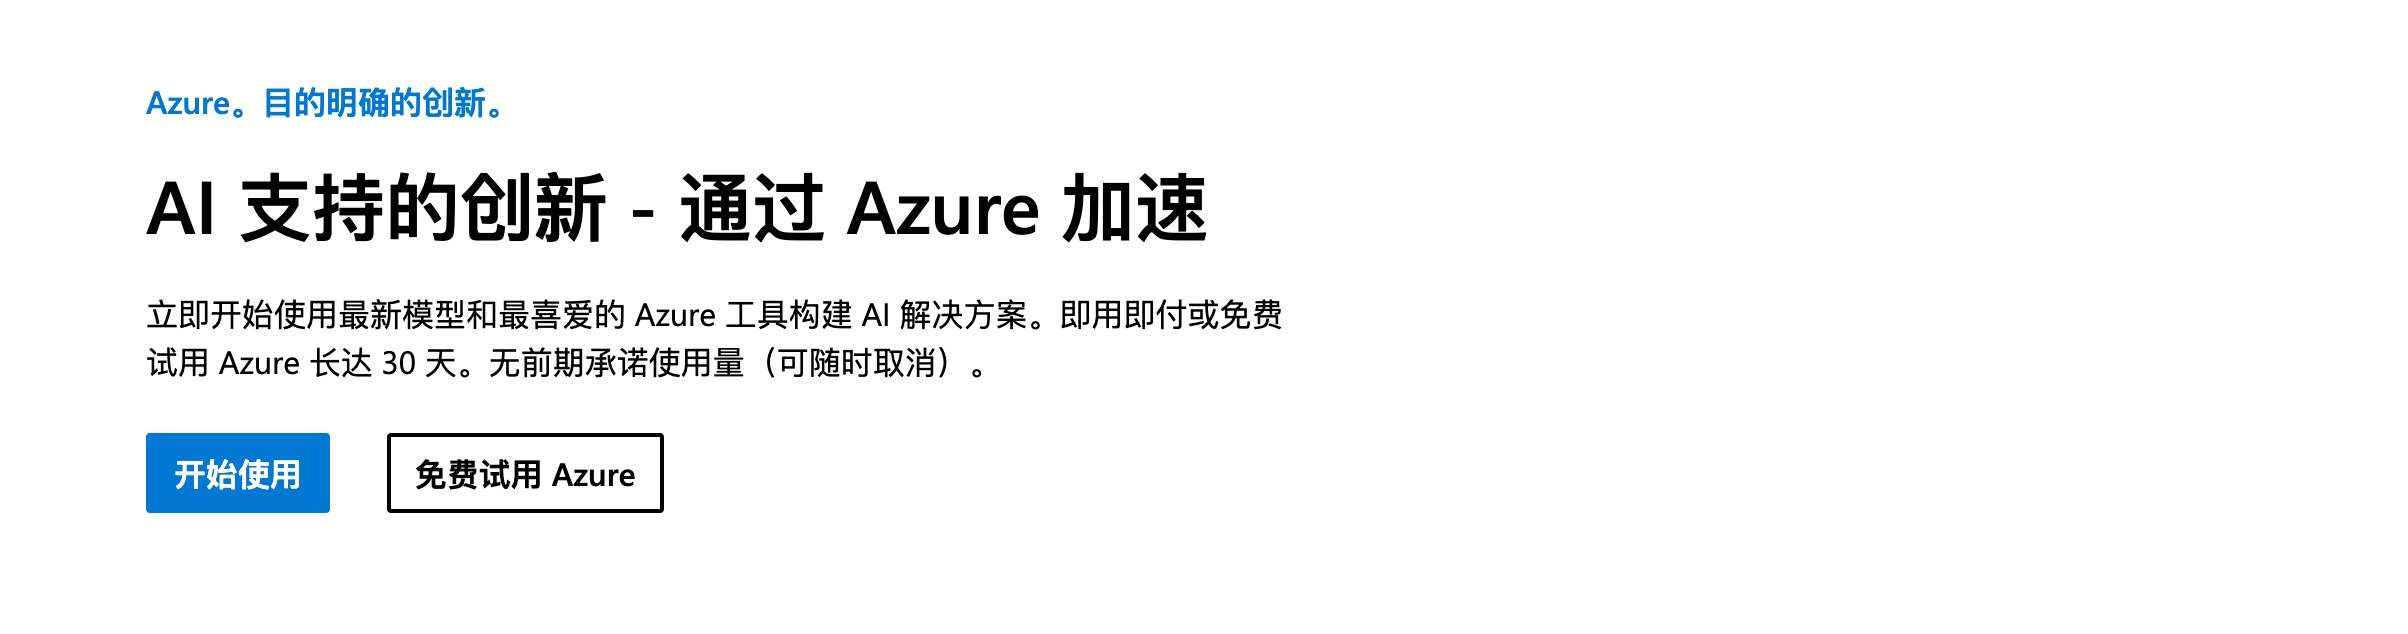 Azure。目的明确的创新。
AI 支持的创新 - 通过 Azure 加速
立即开始使用最新模型和最喜爱的 Azure 工具构建 AI 解决方案。即用即付或免费
试用 Azure 长达 30 天。无前期承诺使用量（可随时取消）。
开始使用
免费试用 Azure